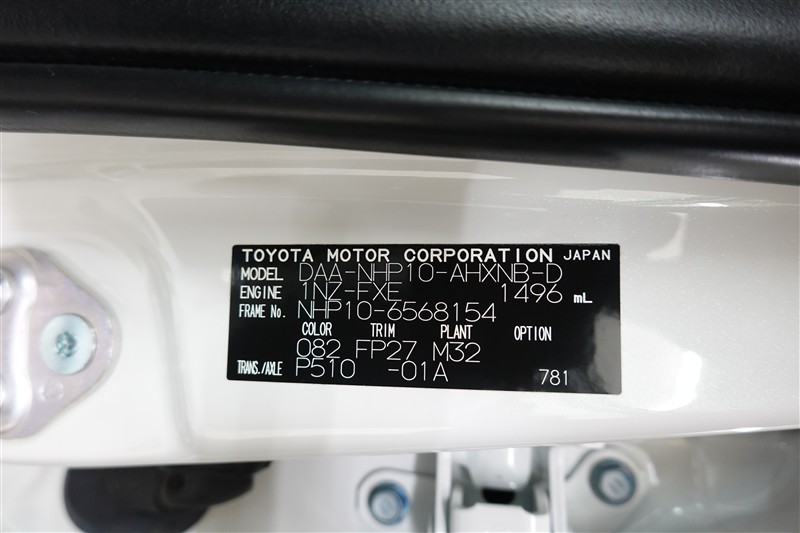 TOYOTA MOTOR CORPORATION JAPAN
MODEL DAA-NHP10-AHXNB-D
ENGINE 1NZ-FXE 1496 mL
FRAME No. NHP10-6568154
COLOR TRIM PLANT OPTION
082 FP27 M32
TRANS./AXLE P510 -01A 781